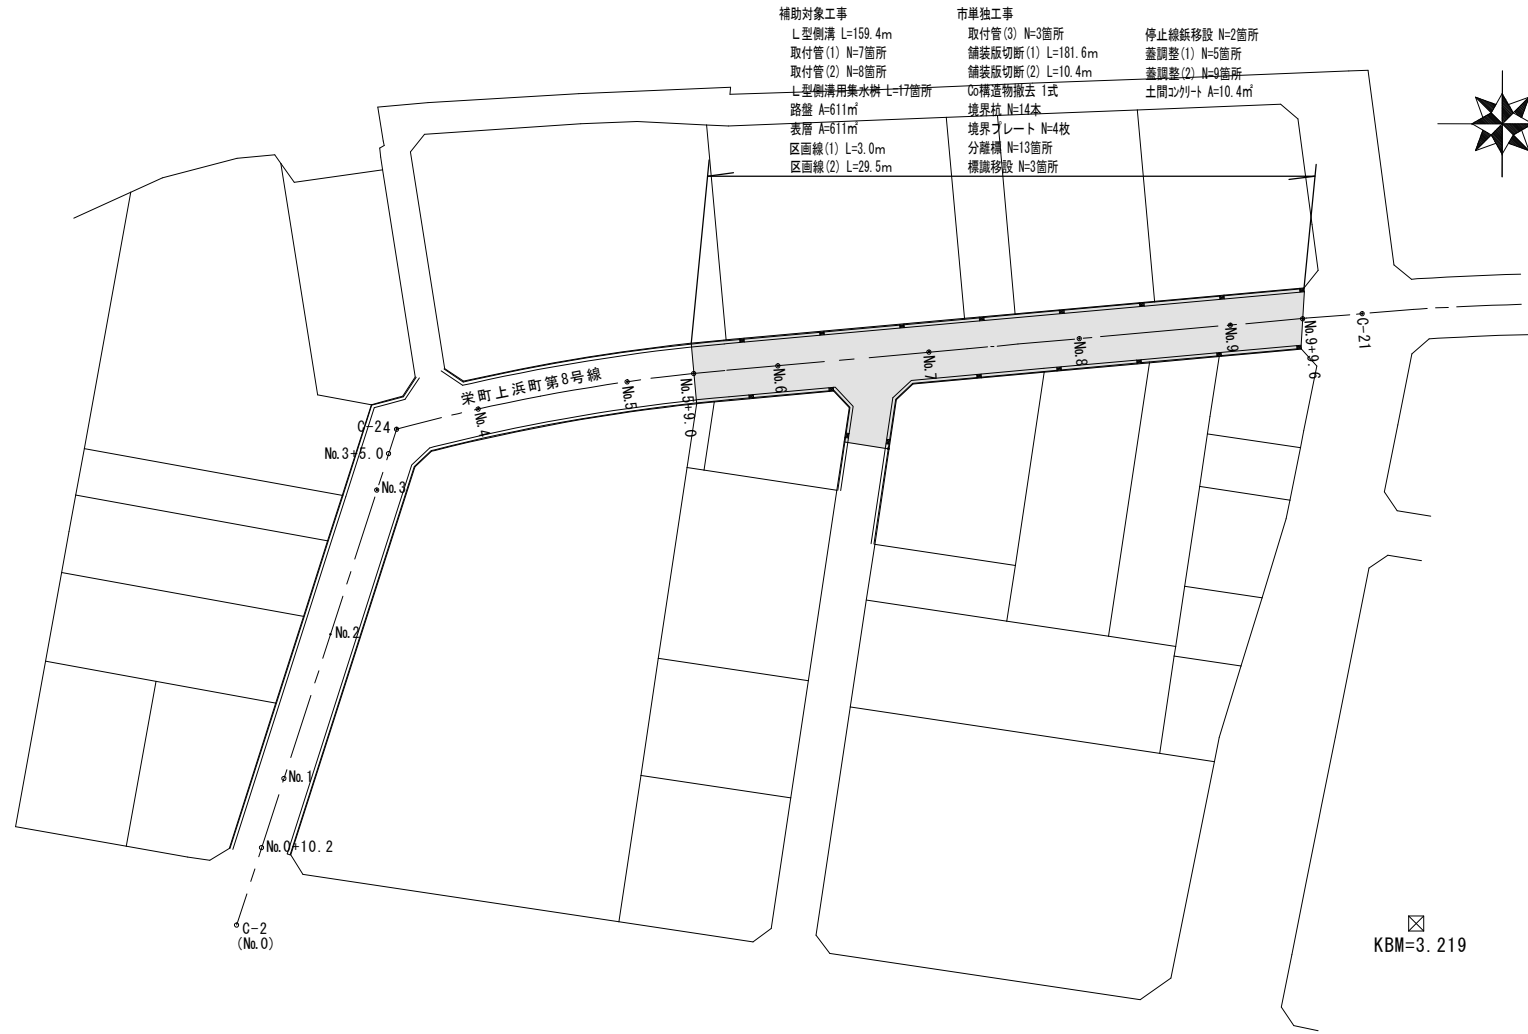 補助対象工事
L型側溝 L=159.4m
取付管(1) N=7箇所
取付管(2) N=8箇所
L型側溝用集水桝 L=17箇所
路盤 A=611㎡
表層 A=611㎡
区画線(1) L=3.0m
区画線(2) L=29.5m
市単独工事
取付管(3) N=3箇所
舗装版切断(1) L=181.6m
舗装版切断(2) L=10.4m
Co構造物撤去 1式
境界杭 N=14本
境界プレート N=4枚
分離標 N=13箇所
標識移設 N=3箇所
停止線鋲移設 N=2箇所
蓋調整(1) N=5箇所
蓋調整(2) N=9箇所
土間コンクリート A=10.4㎡
栄町上浜町第8号線
C-21
No.9+9.6
No.9
No.8
No.7
No.6
No.5+9.0
No.5
No.4
C-24
No.3+5.0
No.3
No.2
No.1
No.0+10.2
C-2
(No.0)
KBM=3.219